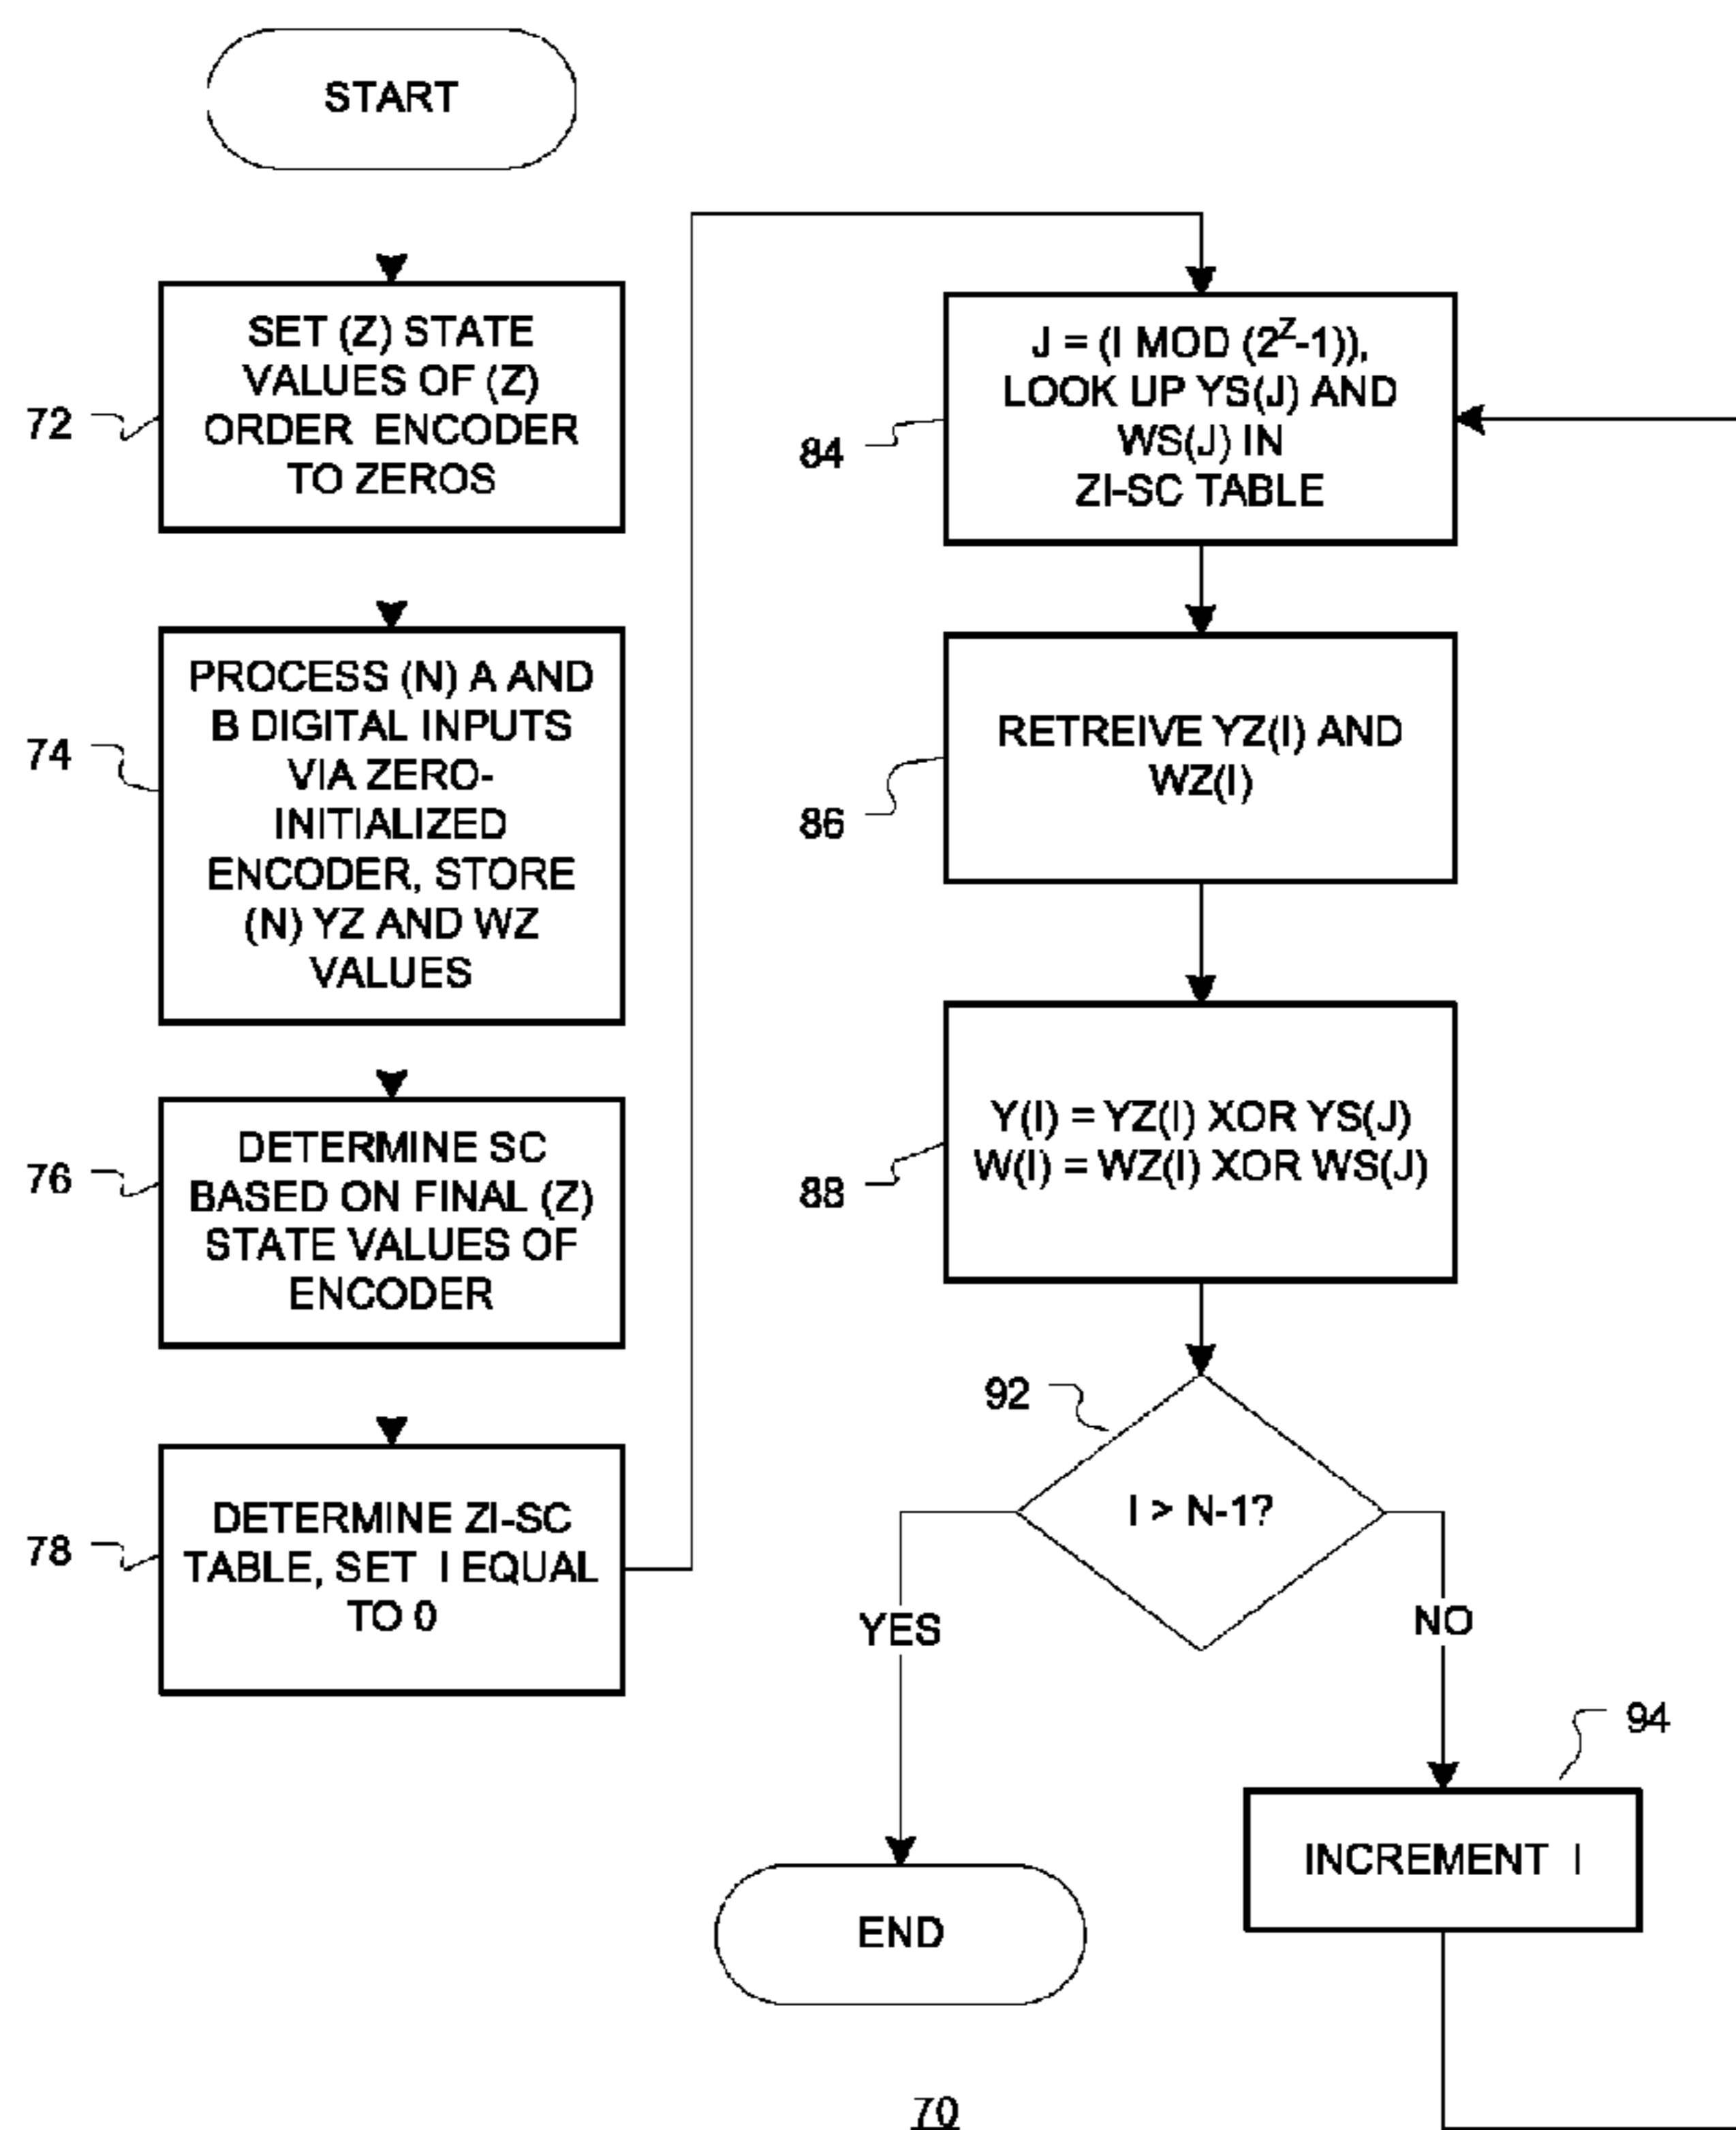 START
72
SET (Z) STATE
VALUES OF (Z)
ORDER ENCODER
TO ZEROS
74
PROCESS (N) A AND
B DIGITAL INPUTS
VIA ZERO-
INITIALIZED
ENCODER, STORE
(N) YZ AND WZ
VALUES
76
DETERMINE SC
BASED ON FINAL (Z)
STATE VALUES OF
ENCODER
78
DETERMINE ZI-SC
TABLE, SET I EQUAL
TO 0
84
J = (I MOD (2^Z-1)),
LOOK UP YS(J) AND
WS(J) IN
ZI-SC TABLE
86
RETREIVE YZ(I) AND
WZ(I)
88
Y(I) = YZ(I) XOR YS(J)
W(I) = WZ(I) XOR WS(J)
92
I > N-1?
YES
NO
94
INCREMENT I
END
70